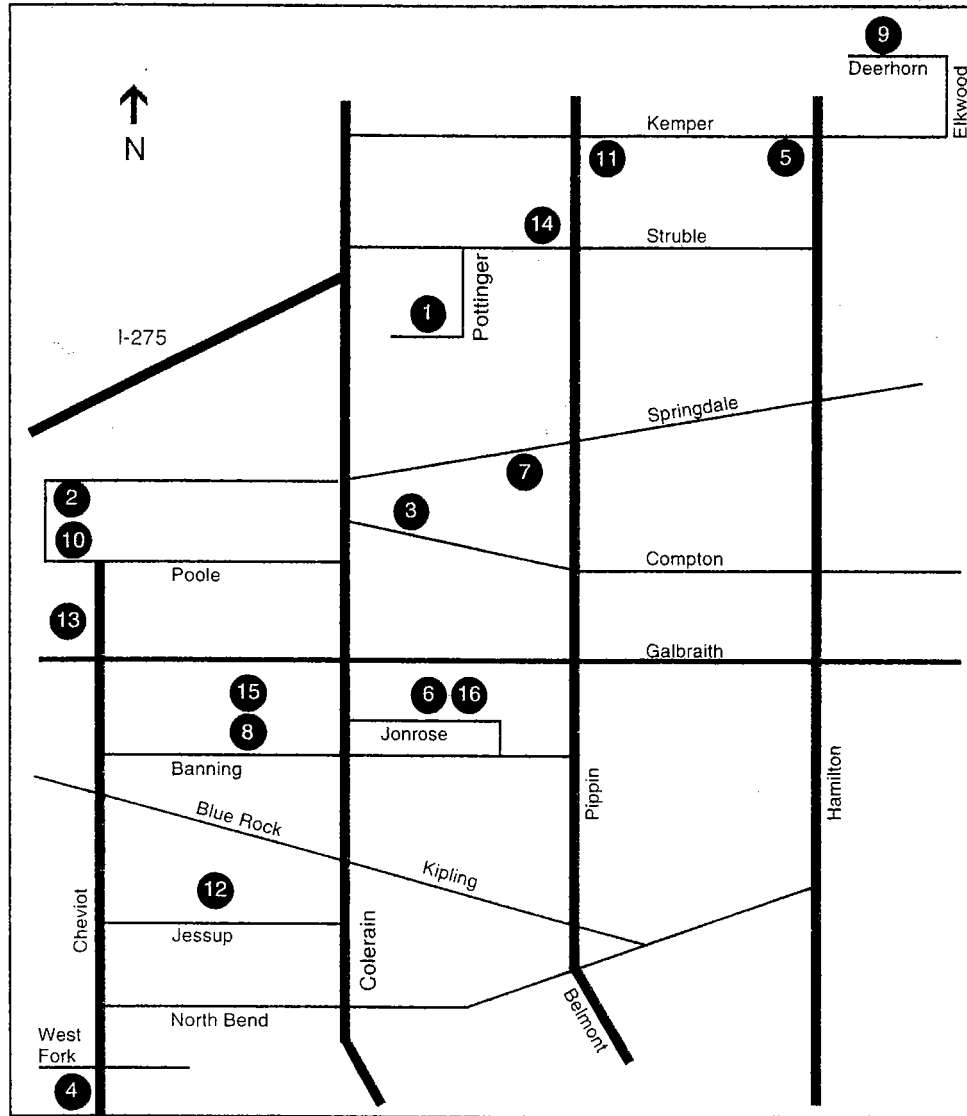 9
Deerhorn
Elkwood
N
Kemper
11
5
14
Struble
Pottinger
1
I-275
Springdale
7
2
3
10
Poole
Compton
13
Galbraith
15
6
16
8
Jonrose
Banning
Pippin
Hamilton
Blue Rock
Kipling
12
Cheviot
Jessup
Colerain
North Bend
Belmont
West
Fork
4